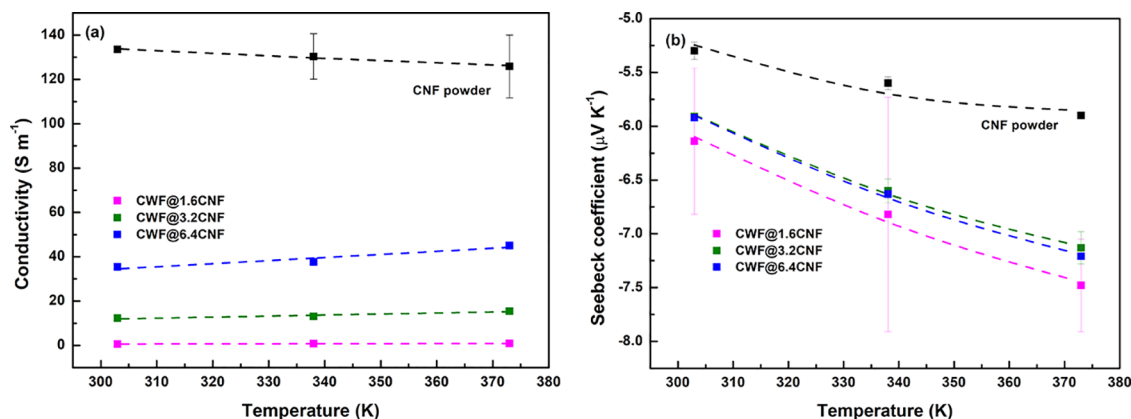 (a)
140
120
100
80
60
40
20
0
Conductivity (S m⁻¹)
CNF powder
CWF@1.6CNF
CWF@3.2CNF
CWF@6.4CNF
300 310 320 330 340 350 360 370 380
Temperature (K)
(b)
-5.0
-5.5
-6.0
-6.5
-7.0
-7.5
-8.0
Seebeck coefficient (μV K⁻¹)
CNF powder
CWF@1.6CNF
CWF@3.2CNF
CWF@6.4CNF
300 310 320 330 340 350 360 370 380
Temperature (K)